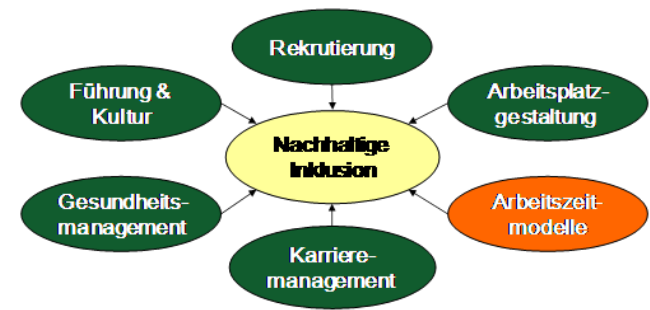 Rekrutierung
Führung &
Kultur
Arbeitsplatz-
gestaltung
Nachhaltige
Inklusion
Gesundheits-
management
Arbeitszeit-
modelle
Karriere-
management